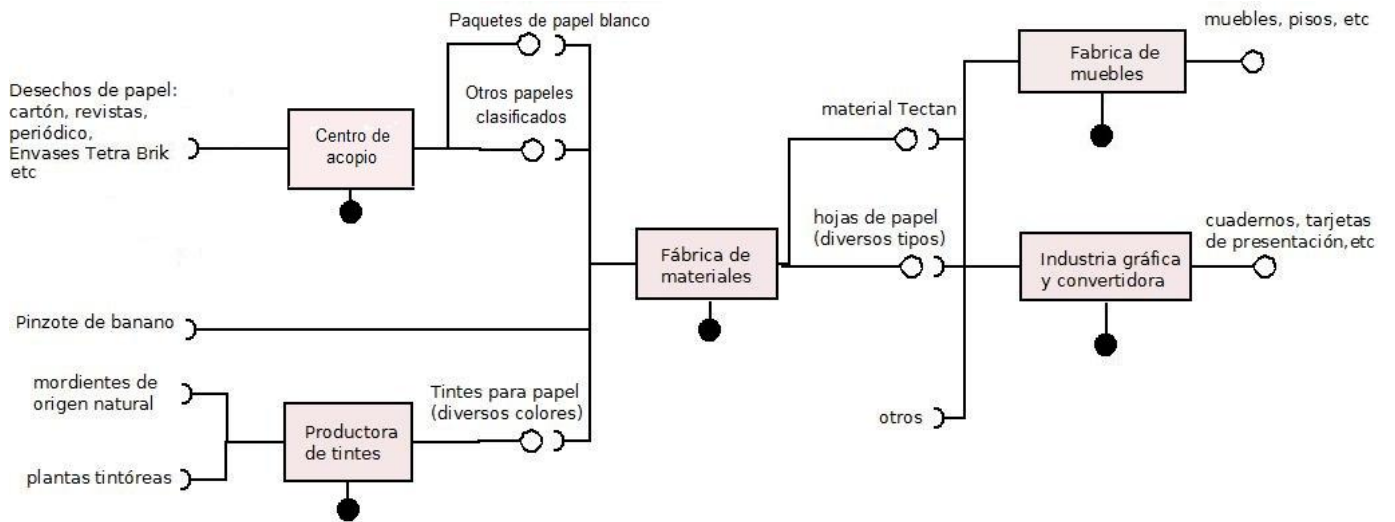 Paquetes de papel blanco
Desechos de papel:
cartón, revistas,
periódico,
Envases Tetra Brik
etc
Centro de
acopio
Otros papeles
clasificados
Pinzote de banano
mordientes de
origen natural
plantas tintóreas
Productora
de tintes
Tintes para papel
(diversos colores)
Fábrica de
materiales
material Tectan
hojas de papel
(diversos tipos)
otros
Fabrica de
muebles
muebles, pisos, etc
Industria gráfica
y convertidora
cuadernos, tarjetas
de presentación,etc